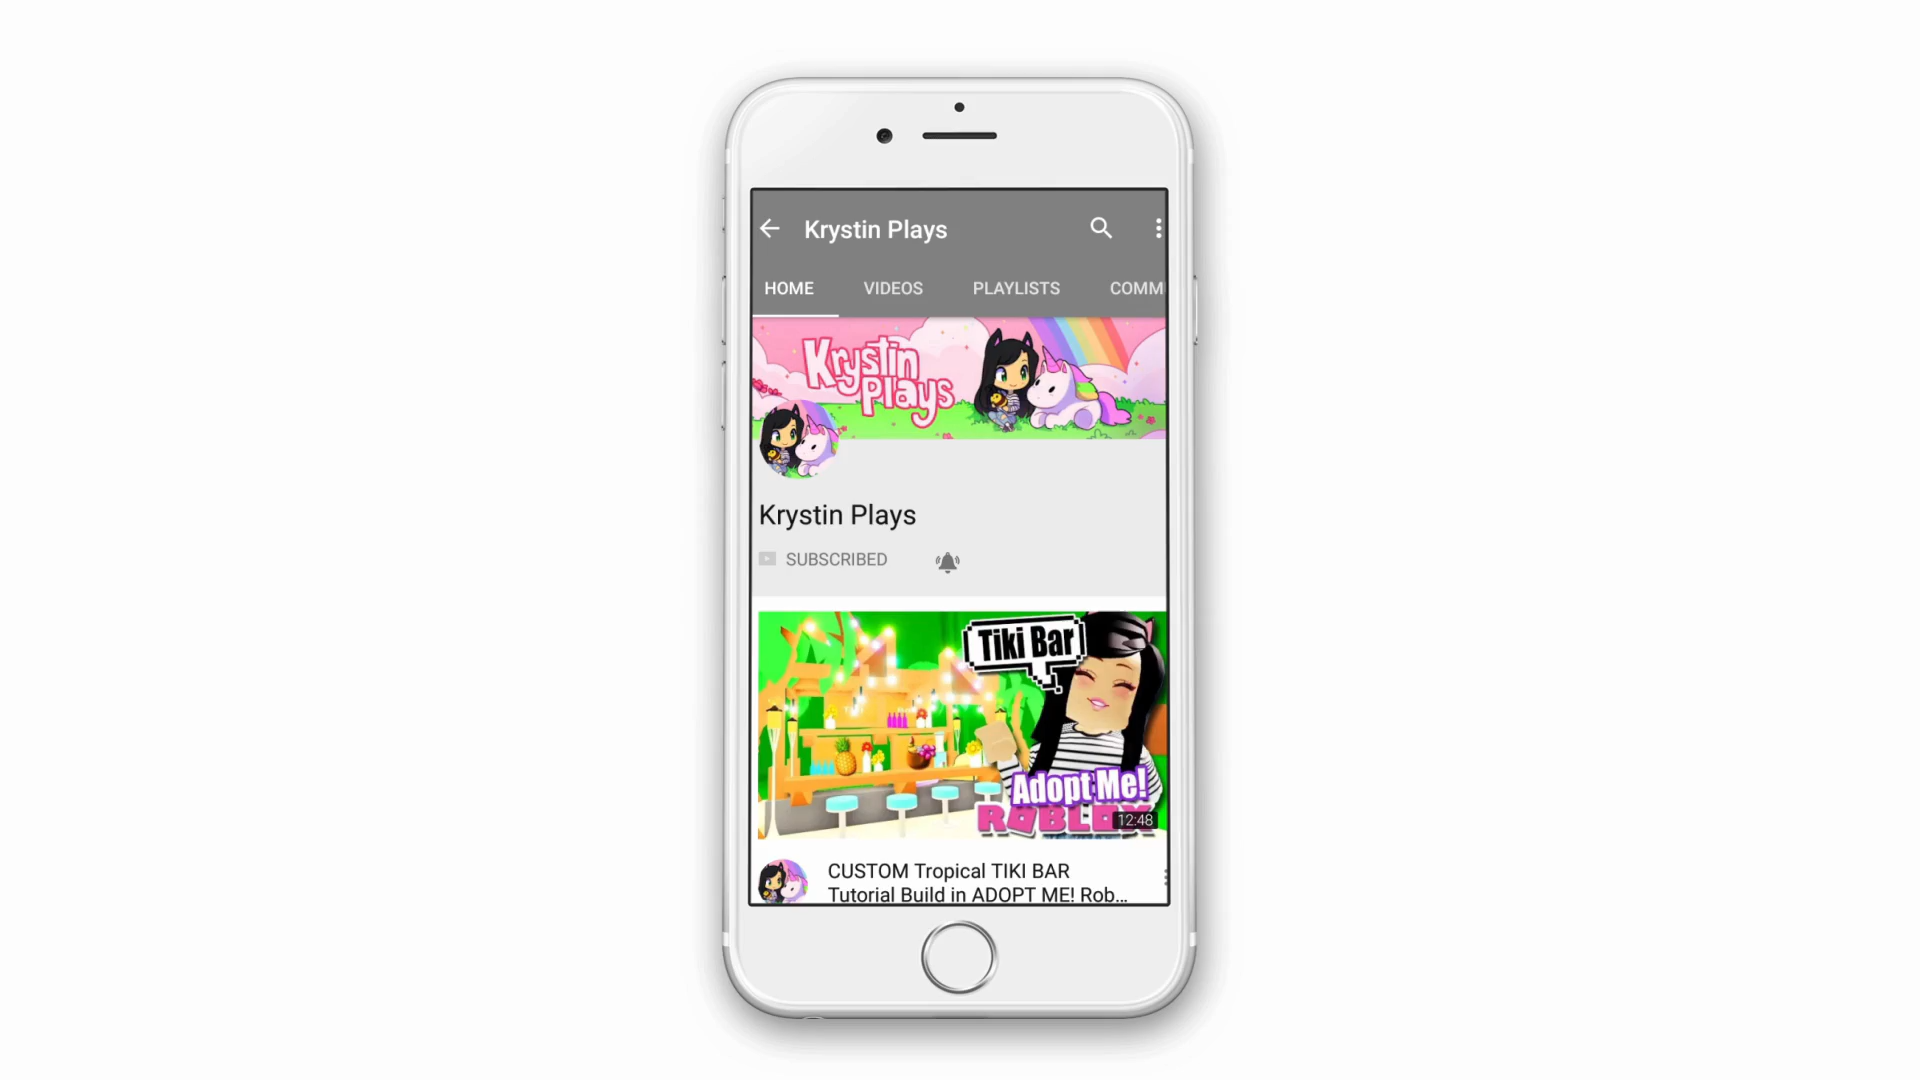 Krystin Plays
HOME VIDEOS PLAYLISTS COMM
Krystin
Plays
Krystin Plays
SUBSCRIBED
Tiki Bar
Adopt Me!
ROBLOX
12:48
CUSTOM Tropical TIKI BAR
Tutorial Build in ADOPT ME! Rob...